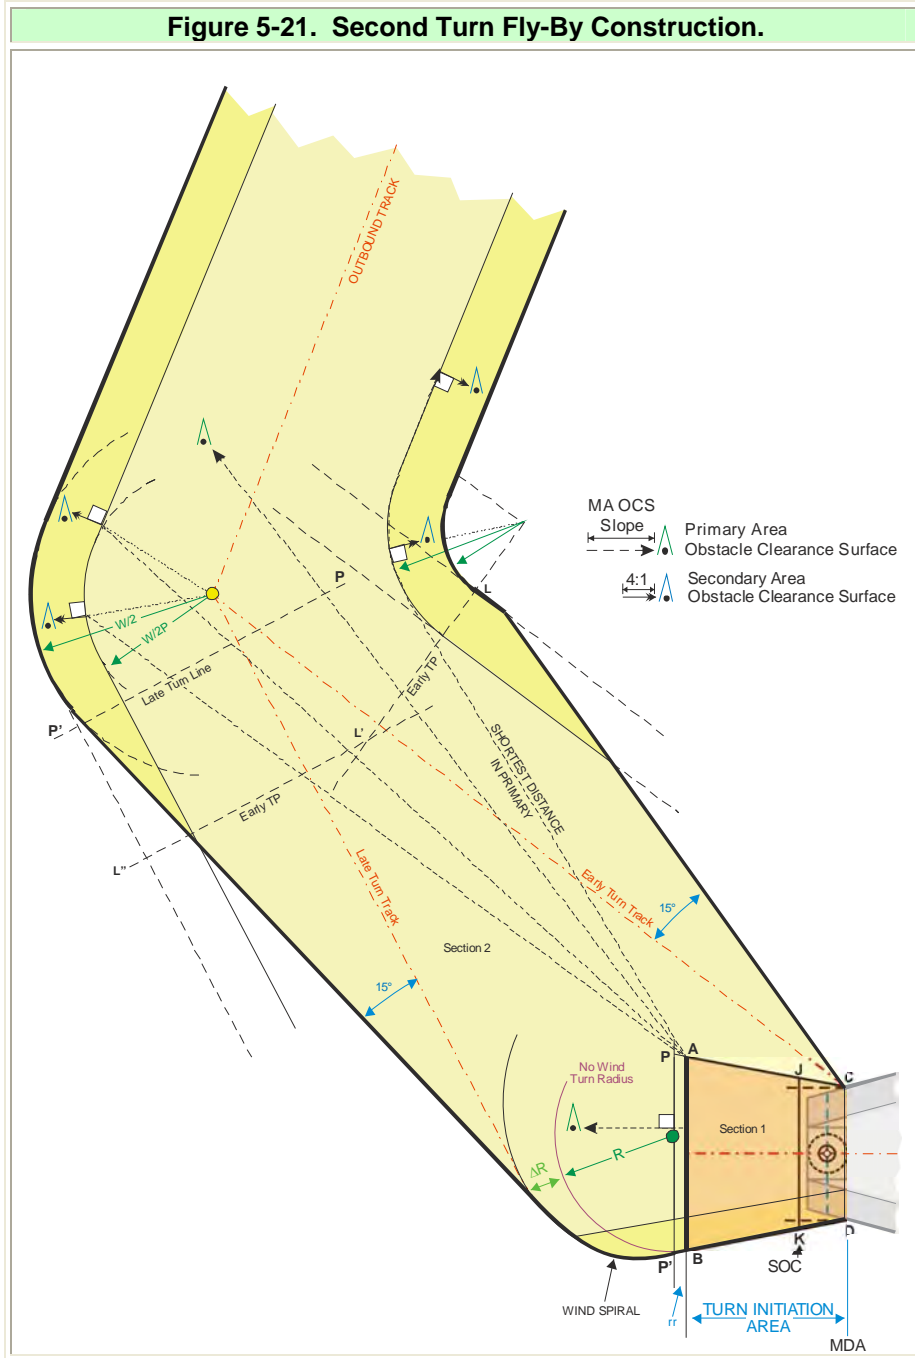 Figure 5-21.  Second Turn Fly-By Construction.
OUTBOUND TRACK
MA OCS
Slope
Primary Area
Obstacle Clearance Surface
4:1
Secondary Area
Obstacle Clearance Surface
P
L
W/2
W/2P
Late Turn Line
Early TP
P’
L’
Early TP
L”
SHORTEST DISTANCE
IN PRIMARY
Late Turn Track
Early Turn Track
15°
Section 2
15°
No Wind
Turn Radius
P
A
J
C
Section 1
R
ΔR
P’
B
K
D
SOC
WIND SPIRAL
rr
TURN INITIATION
AREA
MDA